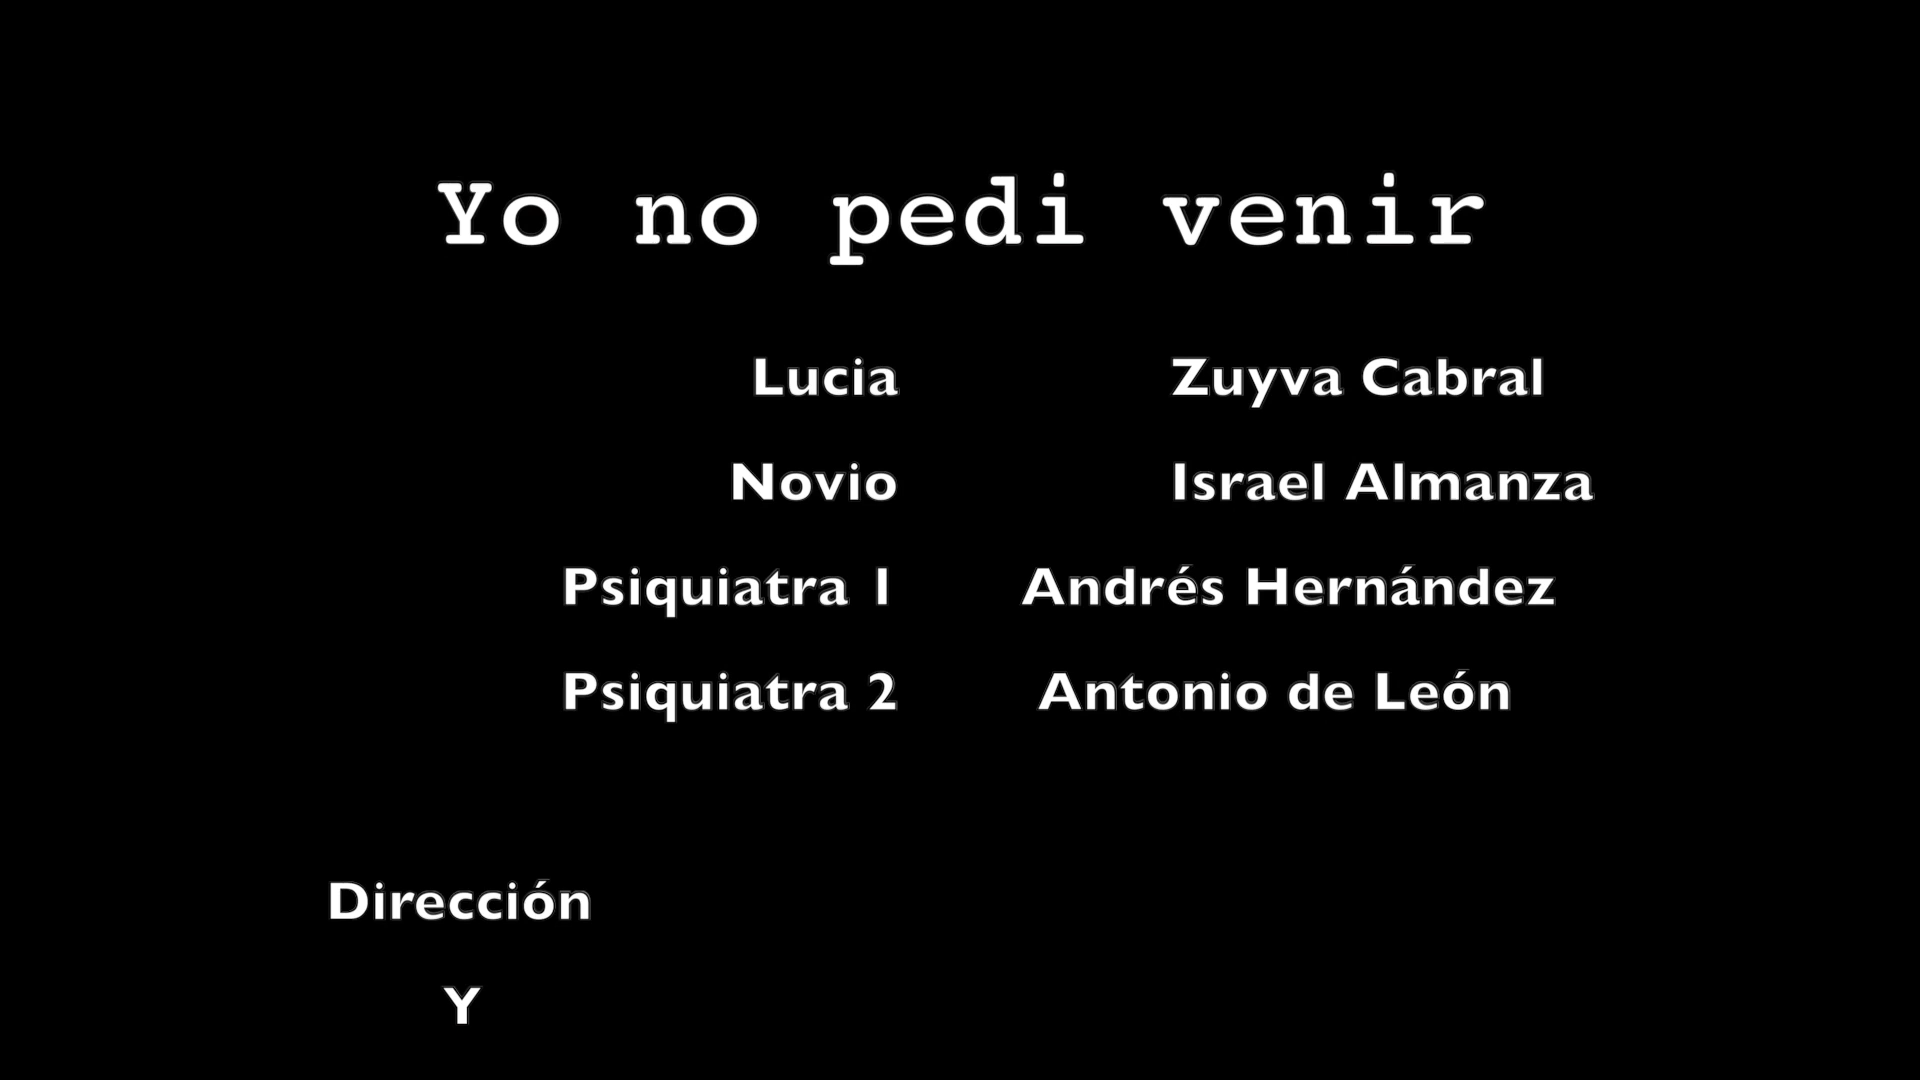 Yo no pedi venir
Lucia Zuyva Cabral
Novio Israel Almanza
Psiquiatra 1 Andrés Hernández
Psiquiatra 2 Antonio de León
Dirección
Y